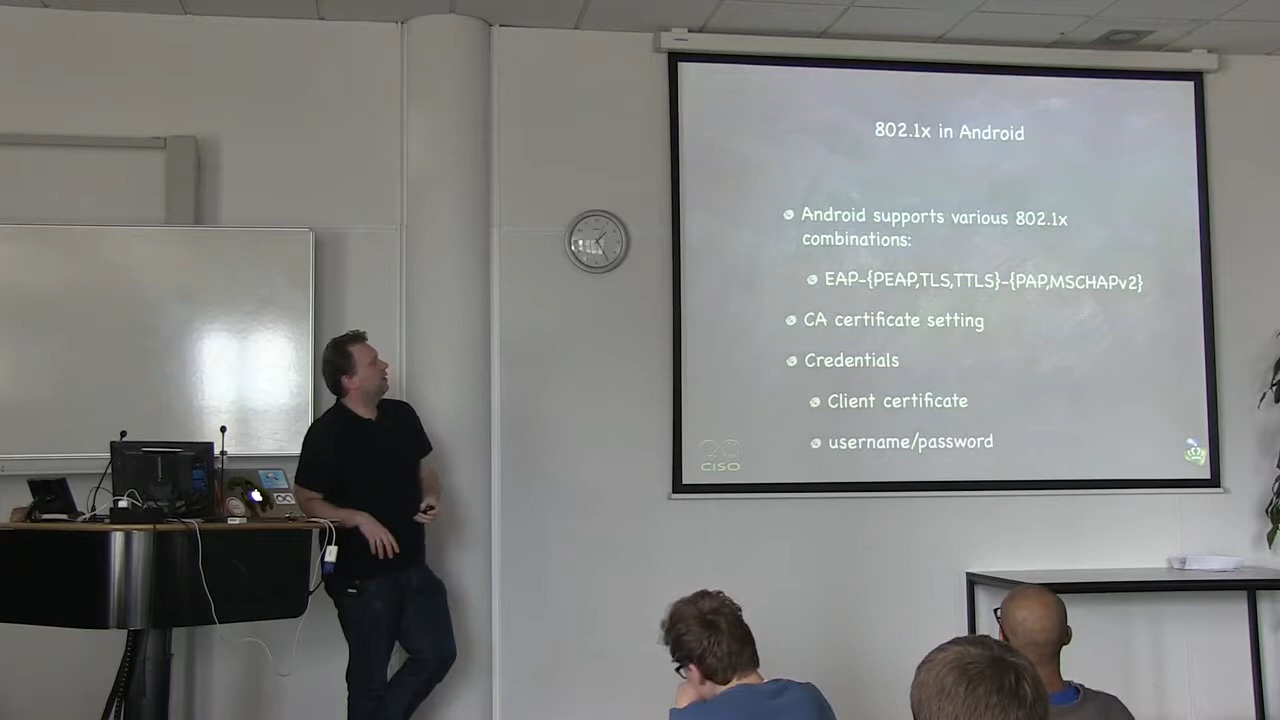 802.1x in Android
Android supports various 802.1x
combinations:
EAP-{PEAP,TLS,TTLS}-{PAP,MSCHAPv2}
CA certificate setting
Credentials
Client certificate
username/password
CISO